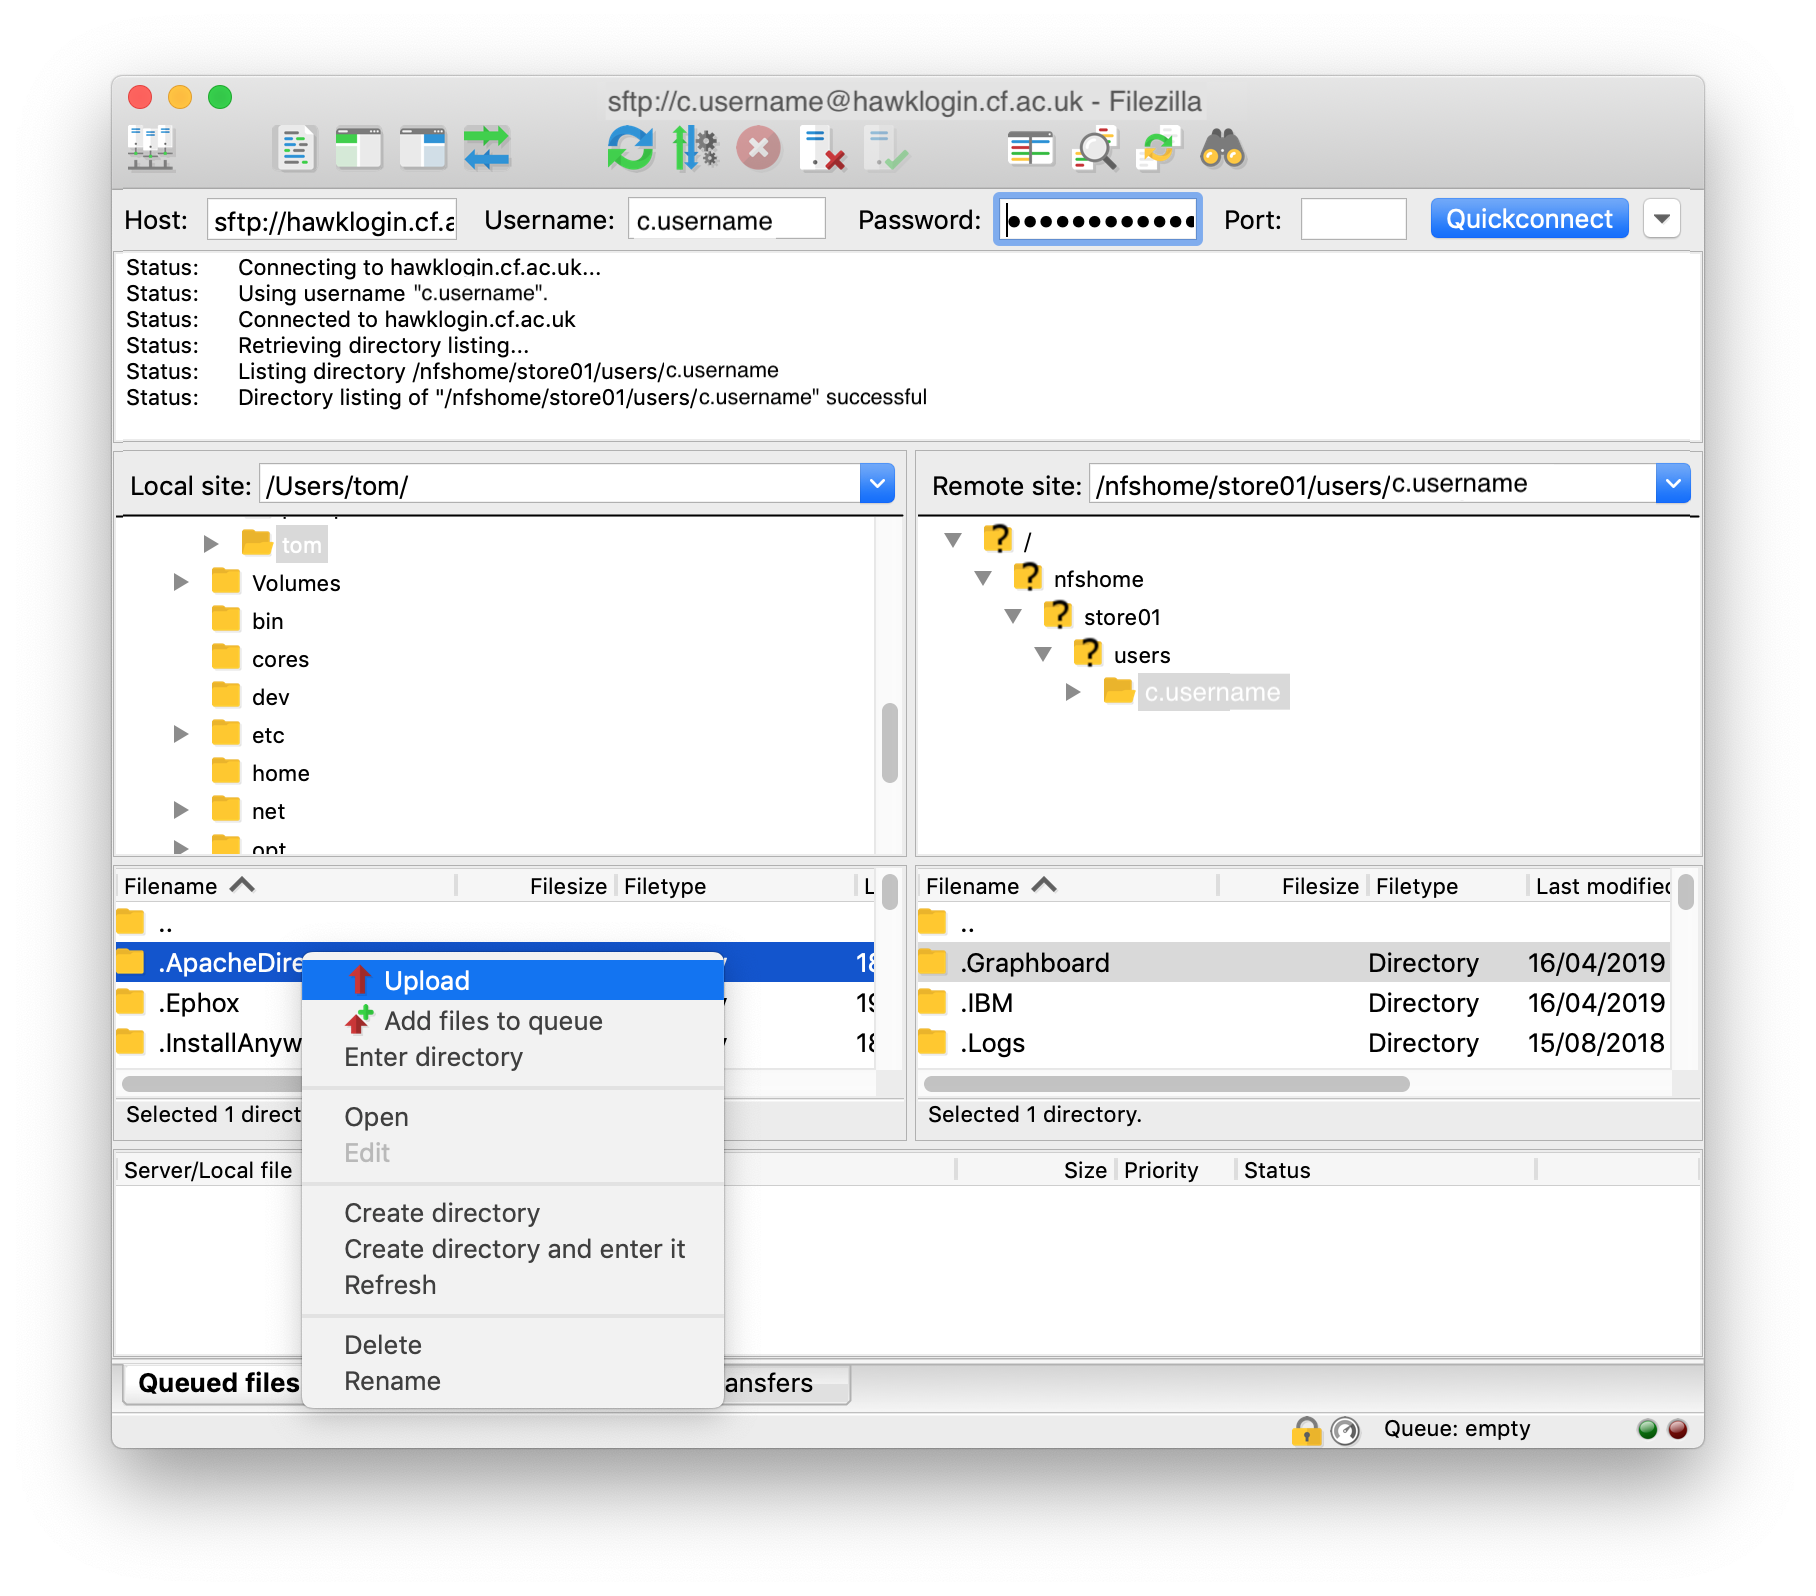 sftp://c.username@hawklogin.cf.ac.uk - Filezilla
Host: sftp://hawklogin.cf.a Username: c.username Password: Port: Quickconnect
Status: Connecting to hawklogin.cf.ac.uk...
Status: Using username "c.username".
Status: Connected to hawklogin.cf.ac.uk
Status: Retrieving directory listing...
Status: Listing directory /nfshome/store01/users/c.username
Status: Directory listing of "/nfshome/store01/users/c.username" successful
Local site: /Users/tom/
tom
Volumes
bin
cores
dev
etc
home
net
opt
Remote site: /nfshome/store01/users/c.username
/
nfshome
store01
users
c.username
Filename Filesize Filetype L
..
.ApacheDire 18
.Ephox 19
.InstallAnyw 18
Selected 1 direct
Filename Filesize Filetype Last modified
..
.Graphboard Directory 16/04/2019
.IBM Directory 16/04/2019
.Logs Directory 15/08/2018
Selected 1 directory.
Upload
Add files to queue
Enter directory
Open
Edit
Create directory
Create directory and enter it
Refresh
Delete
Rename
Server/Local file Size Priority Status
Queued files ansfers
Queue: empty